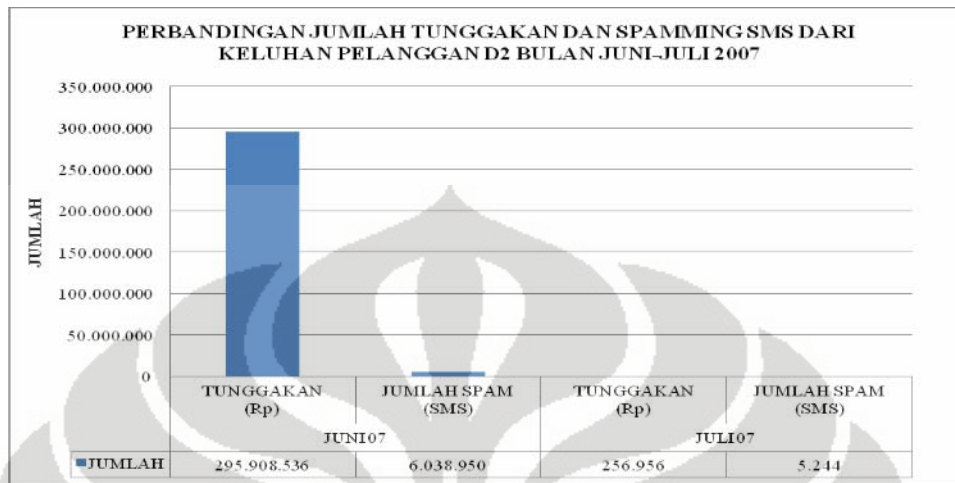 PERBANDINGAN JUMLAH TUNGGAKAN DAN SPAMMING SMS DARI
KELUHAN PELANGGAN D2 BULAN JUNI-JULI 2007
JUMLAH
350.000.000
300.000.000
250.000.000
200.000.000
150.000.000
100.000.000
50.000.000
0
TUNGGAKAN (Rp)
JUMLAH SPAM (SMS)
TUNGGAKAN (Rp)
JUMLAH SPAM (SMS)
JUNI07
JULI07
JUMLAH 295.908.536 6.038.950 256.956 5.244